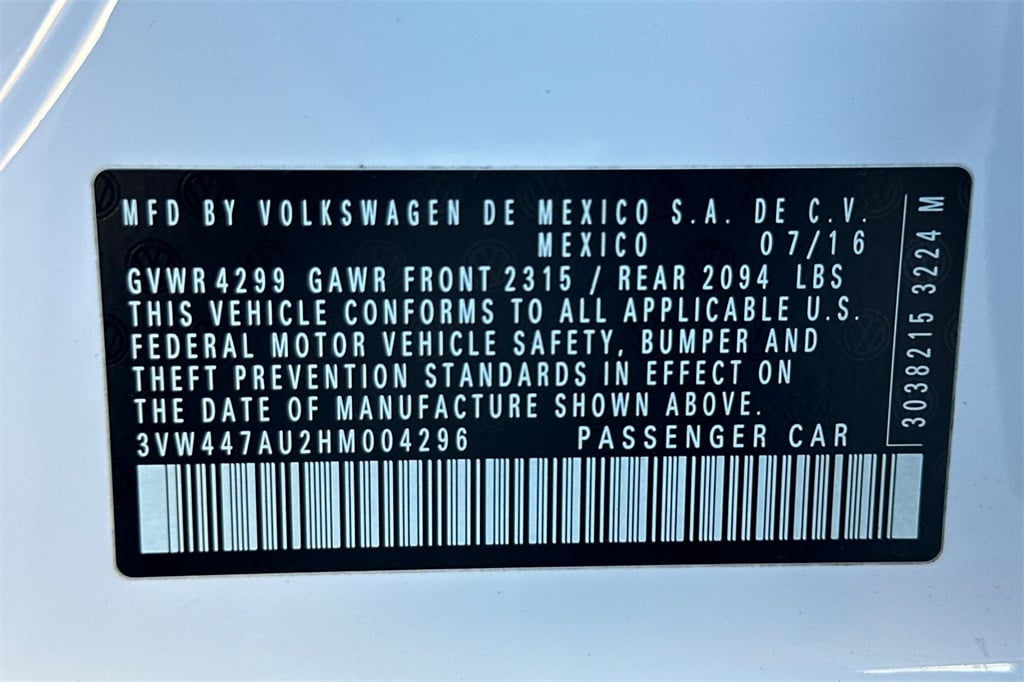 MFD BY VOLKSWAGEN DE MEXICO S.A. DE C.V.
MEXICO 07/16
GVWR 4299 GAWR FRONT 2315 / REAR 2094 LBS
THIS VEHICLE CONFORMS TO ALL APPLICABLE U.S.
FEDERAL MOTOR VEHICLE SAFETY, BUMPER AND
THEFT PREVENTION STANDARDS IN EFFECT ON
THE DATE OF MANUFACTURE SHOWN ABOVE.
3VW447AU2HM004296 PASSENGER CAR
3038215 3224 M